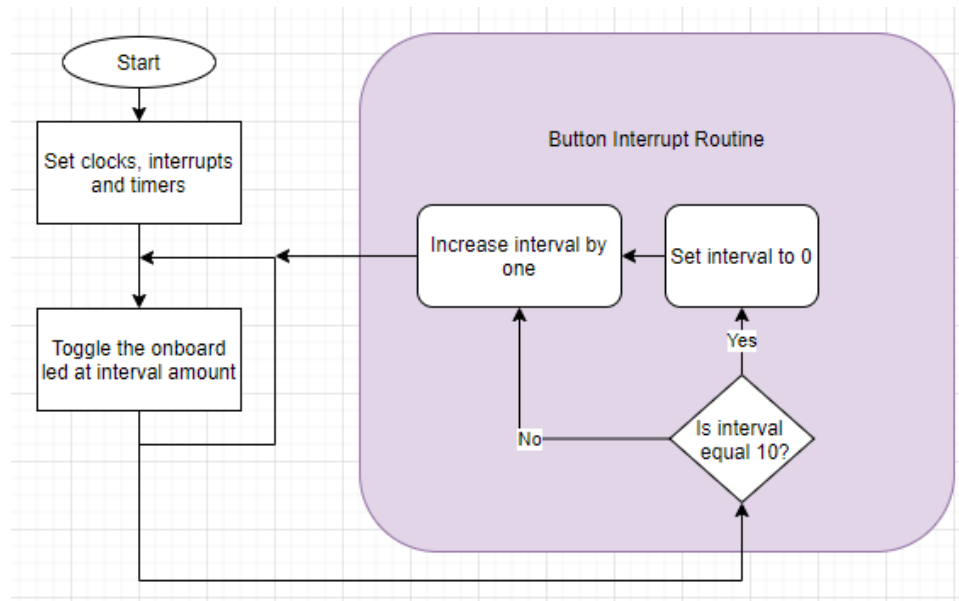 Start
Set clocks, interrupts
and timers
Toggle the onboard
led at interval amount
Button Interrupt Routine
Increase interval by
one
Set interval to 0
Yes
No
Is interval
equal 10?